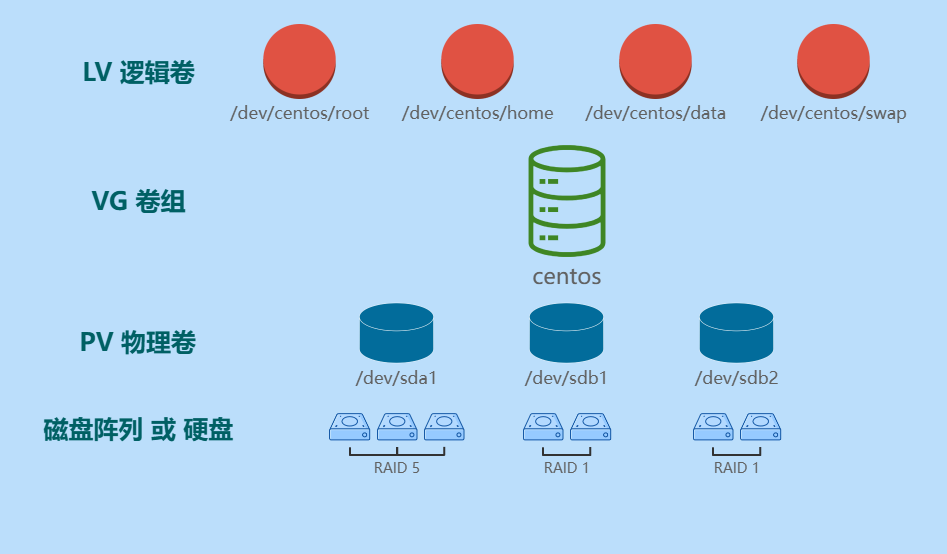 LV 逻辑卷
/dev/centos/root
/dev/centos/home
/dev/centos/data
/dev/centos/swap
VG 卷组
centos
PV 物理卷
/dev/sda1
/dev/sdb1
/dev/sdb2
磁盘阵列 或 硬盘
RAID 5
RAID 1
RAID 1